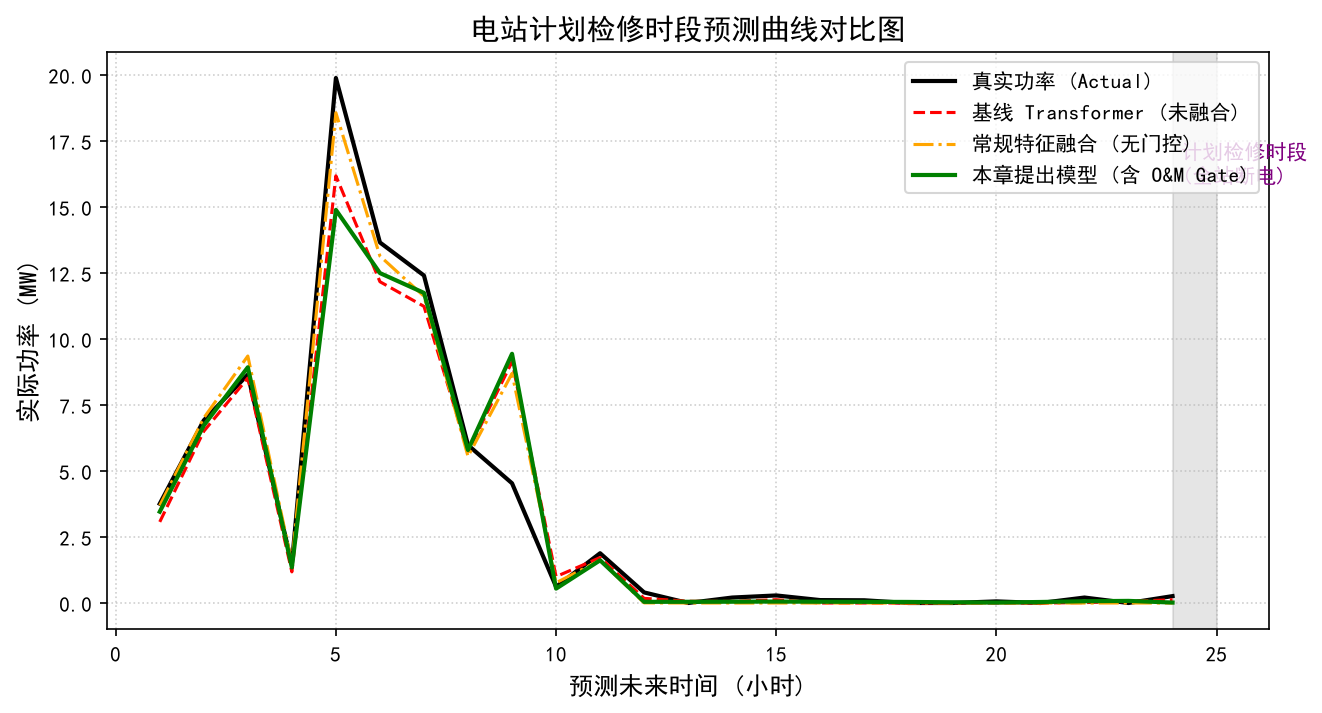 电站计划检修时段预测曲线对比图
真实功率 (Actual)
基线 Transformer (未融合)
常规特征融合 (无门控)
本章提出模型 (含 O&M Gate)
计划检修时段
断电)
实际功率 (MW)
20.0
17.5
15.0
12.5
10.0
7.5
5.0
2.5
0.0
0
5
10
15
20
25
预测未来时间 (小时)